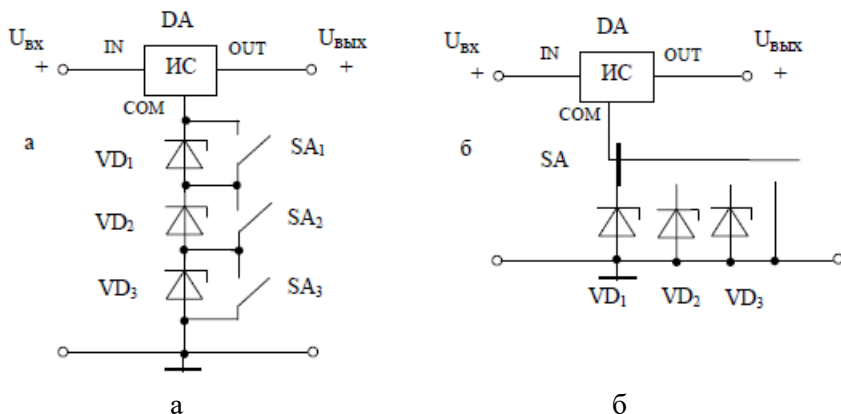 DA
Uвх
IN
OUT
Uвых
+
ИС
+
COM
а
VD1
SA1
VD2
SA2
VD3
SA3
а
DA
Uвх
IN
OUT
Uвых
+
ИС
+
COM
б
SA
VD1 VD2 VD3
б